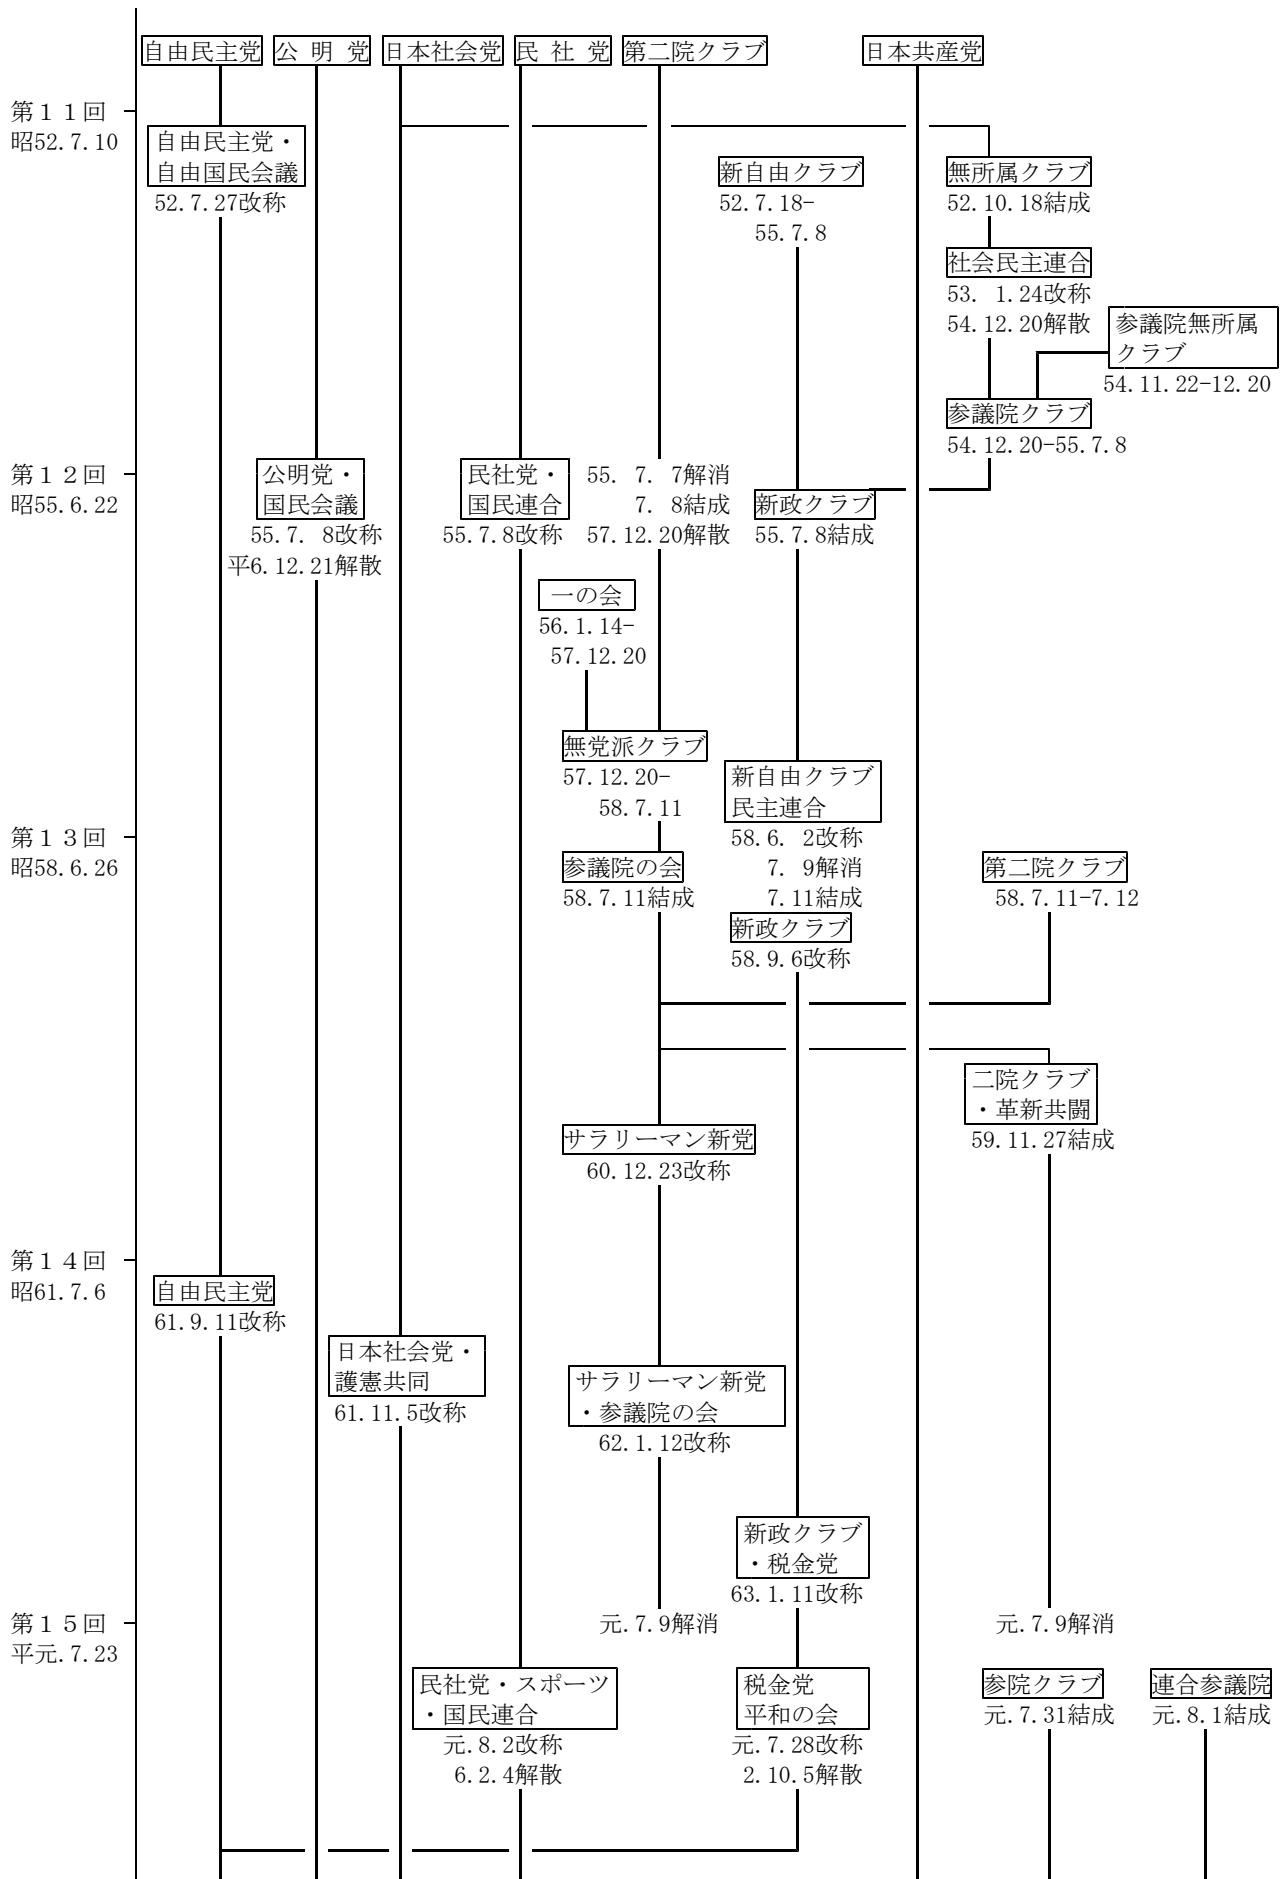 自由民主党
公 明 党
日本社会党
民 社 党
第二院クラブ
日本共産党
第１１回
昭52.7.10
自由民主党・
自由国民会議
52.7.27改称
新自由クラブ
52.7.18-
55.7.8
無所属クラブ
52.10.18結成
社会民主連合
53. 1.24改称
54.12.20解散
参議院無所属
クラブ
54.11.22-12.20
参議院クラブ
54.12.20-55.7.8
第１２回
昭55.6.22
公明党・
国民会議
55.7. 8改称
平6.12.21解散
民社党・
国民連合
55.7.8改称
55. 7. 7解消
7. 8結成
57.12.20解散
新政クラブ
55.7.8結成
一の会
56.1.14-
57.12.20
無党派クラブ
57.12.20-
58.7.11
新自由クラブ
民主連合
58.6. 2改称
7. 9解消
7.11結成
第１３回
昭58.6.26
参議院の会
58.7.11結成
第二院クラブ
58.7.11-7.12
新政クラブ
58.9.6改称
二院クラブ
・革新共闘
59.11.27結成
サラリーマン新党
60.12.23改称
第１４回
昭61.7.6
自由民主党
61.9.11改称
日本社会党・
護憲共同
61.11.5改称
サラリーマン新党
・参議院の会
62.1.12改称
新政クラブ
・税金党
63.1.11改称
第１５回
平元.7.23
元.7.9解消
元.7.9解消
民社党・スポーツ
・国民連合
元.8.2改称
6.2.4解散
税金党
平和の会
元.7.28改称
2.10.5解散
参院クラブ
元.7.31結成
連合参議院
元.8.1結成